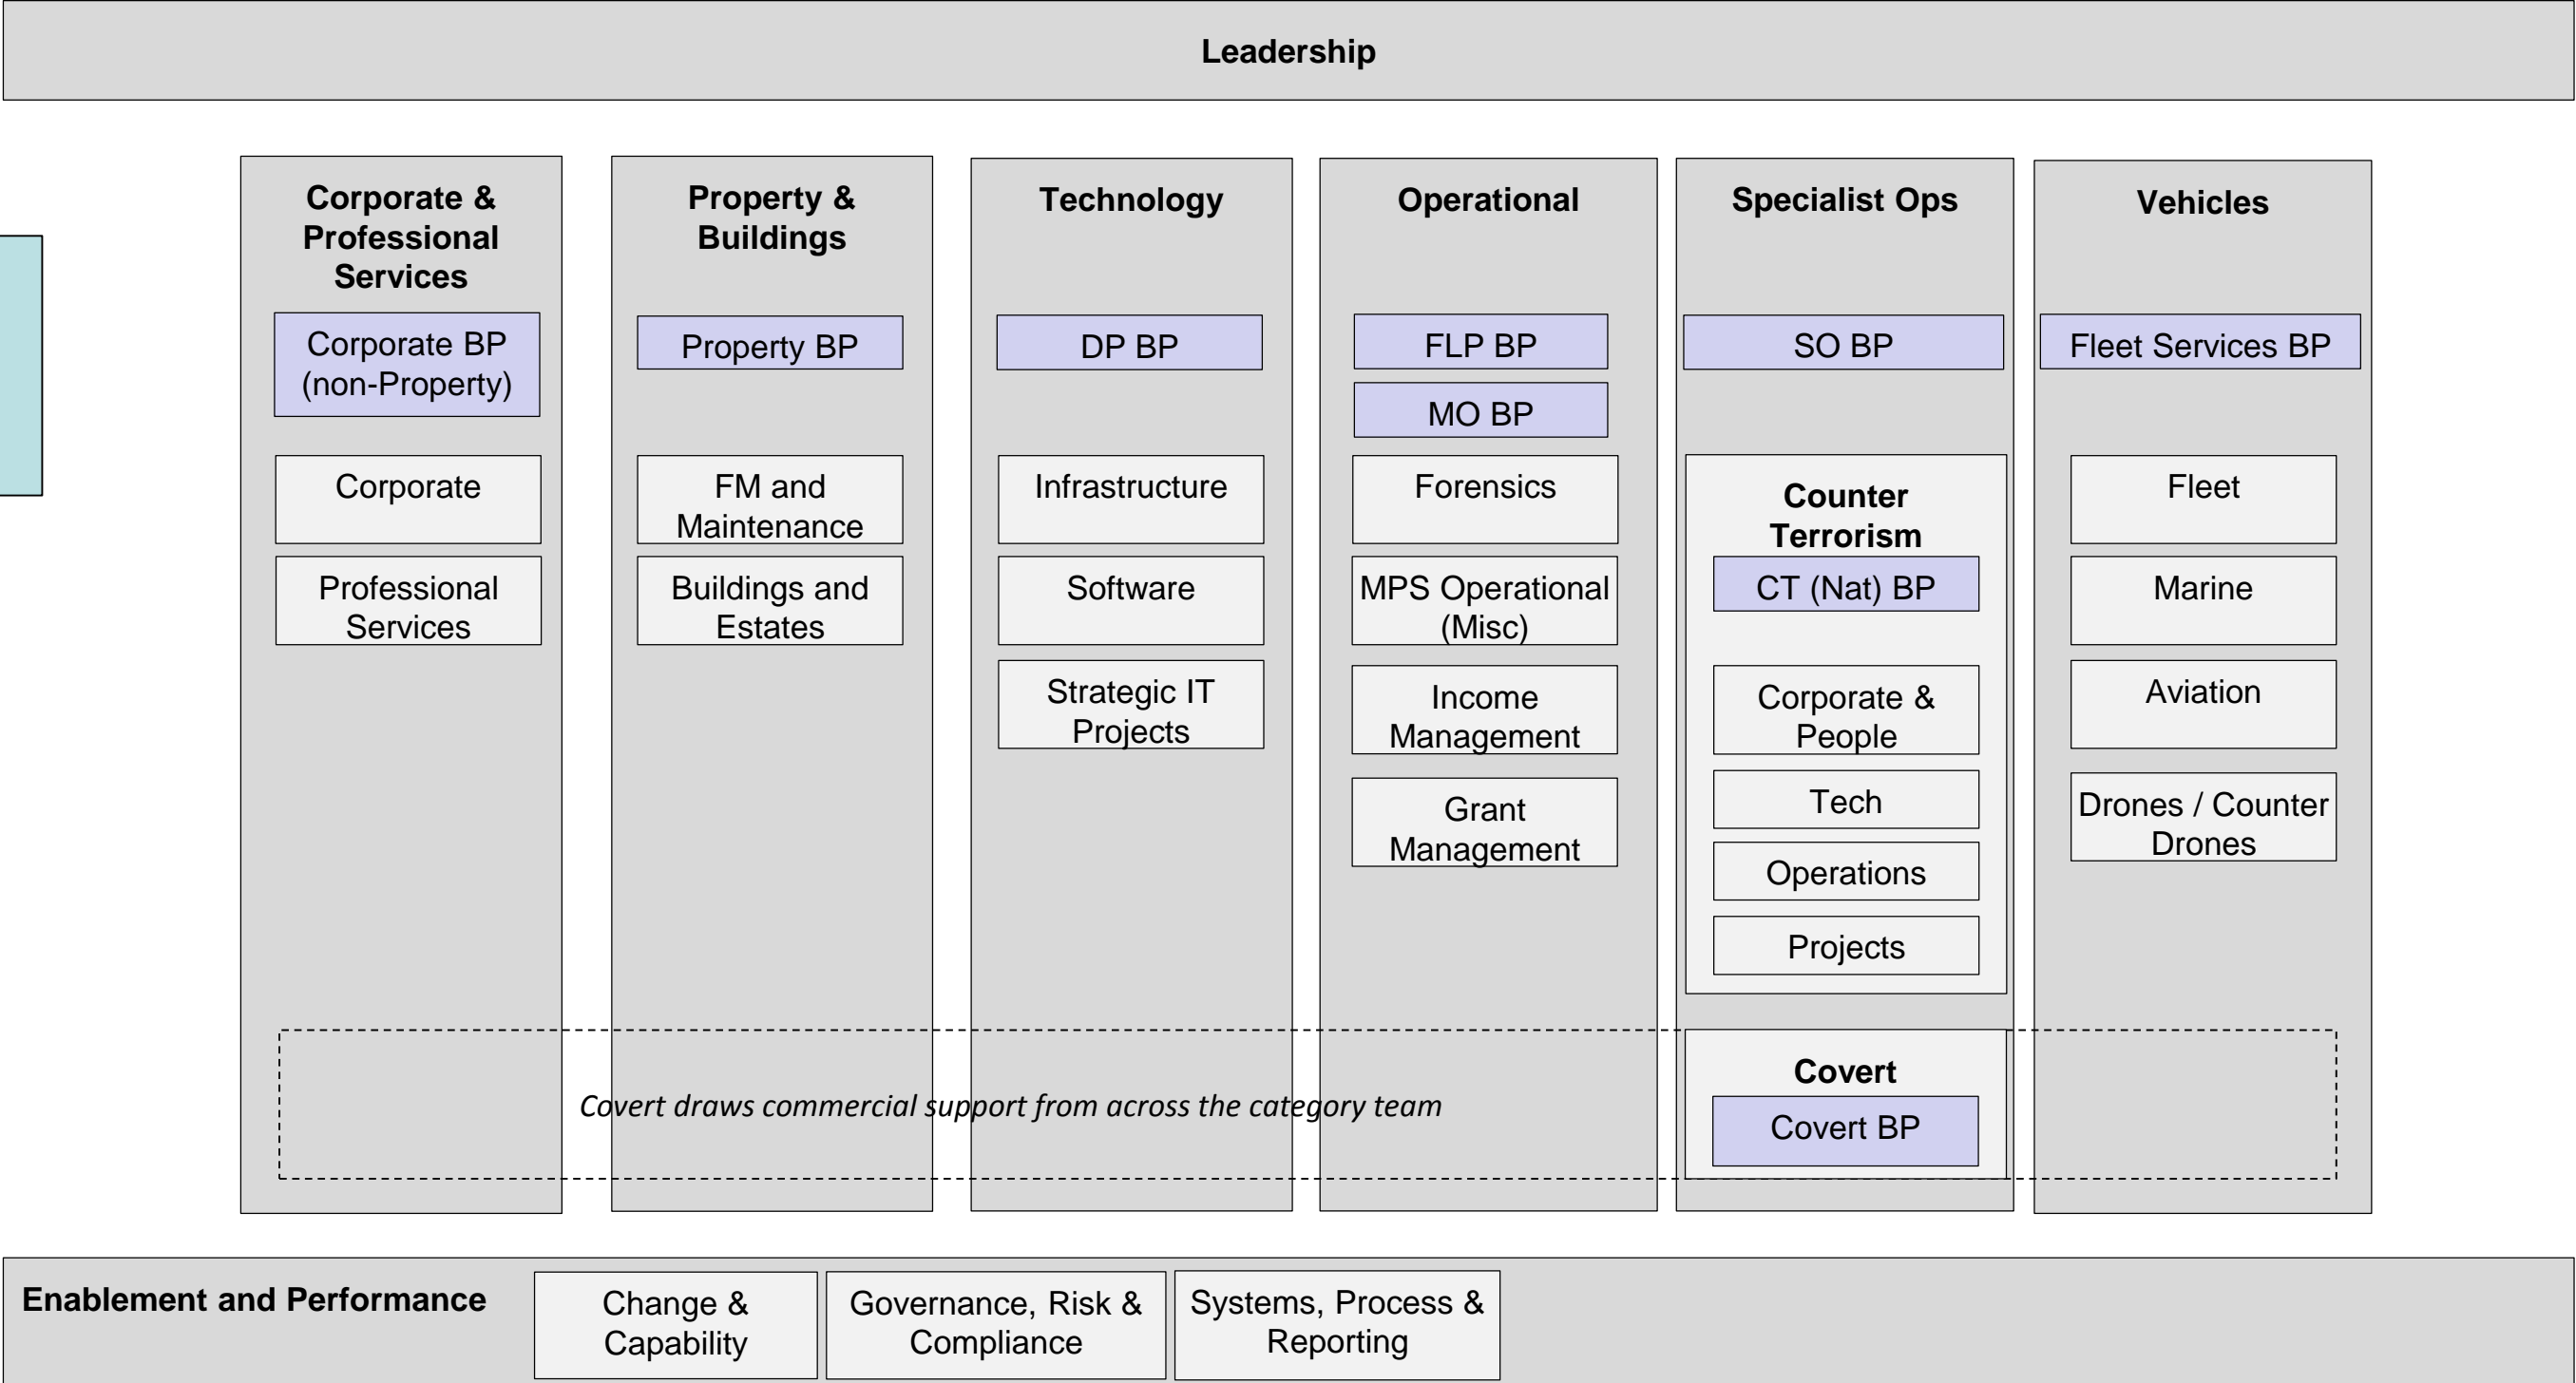 Leadership
Corporate &
Professional
Services
Corporate BP
(non-Property)
Corporate
Professional
Services
Property &
Buildings
Property BP
FM and
Maintenance
Buildings and
Estates
Technology
DP BP
Infrastructure
Software
Strategic IT
Projects
Operational
FLP BP
MO BP
Forensics
MPS Operational
(Misc)
Income
Management
Grant
Management
Specialist Ops
SO BP
Counter
Terrorism
CT (Nat) BP
Corporate &
People
Tech
Operations
Projects
Covert
Covert BP
Vehicles
Fleet Services BP
Fleet
Marine
Aviation
Drones / Counter
Drones
Covert draws commercial support from across the category team
Enablement and Performance
Change &
Capability
Governance, Risk &
Compliance
Systems, Process &
Reporting